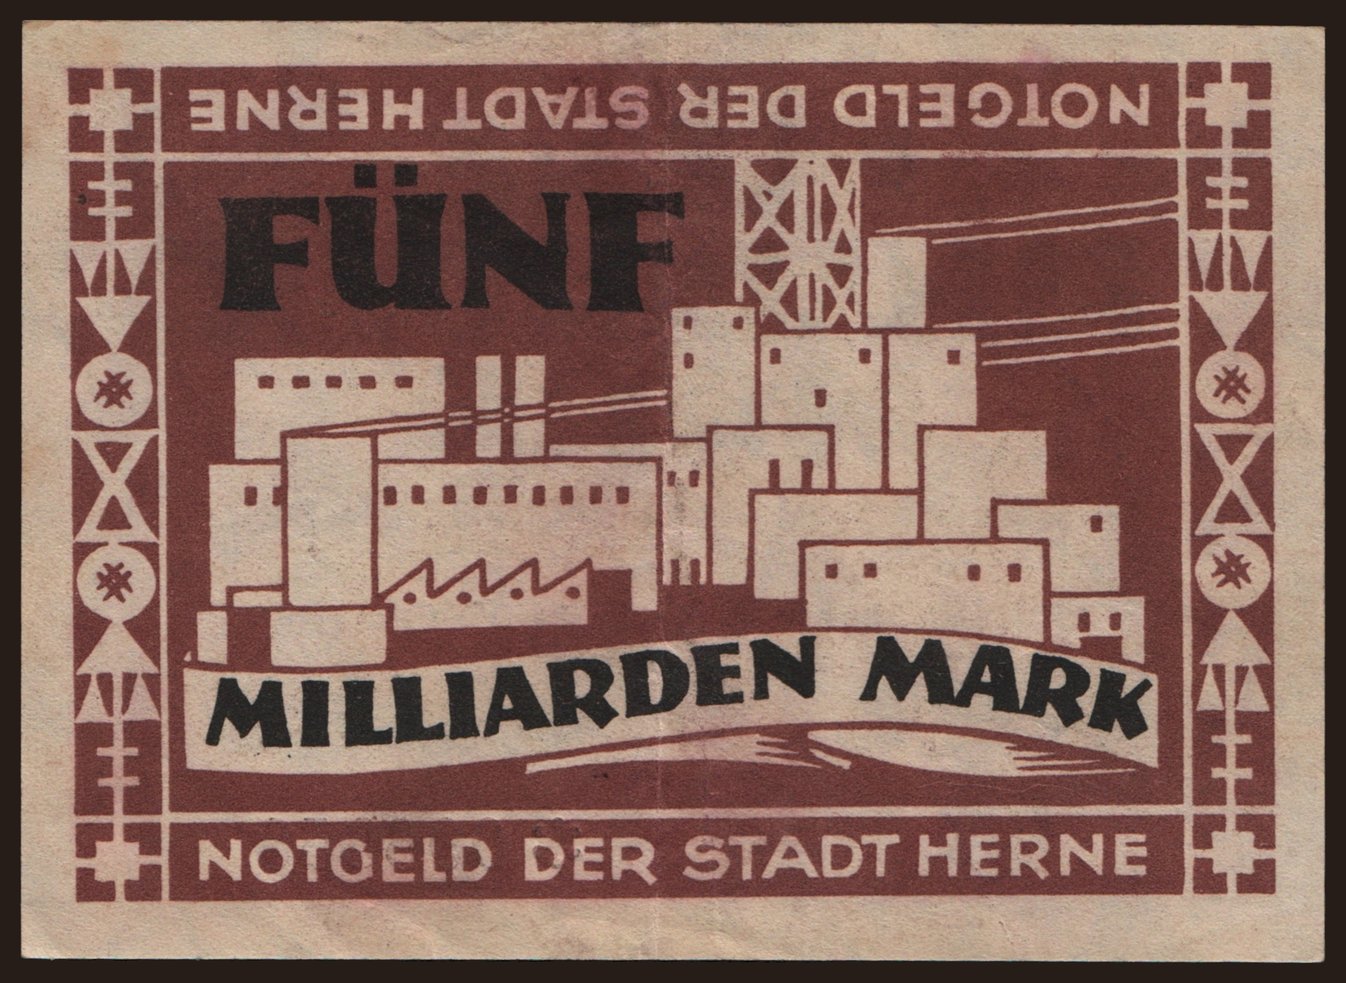 NOTGELD DER STADT HERNE
FÜNF
MILLIARDEN MARK
NOTGELD DER STADT HERNE